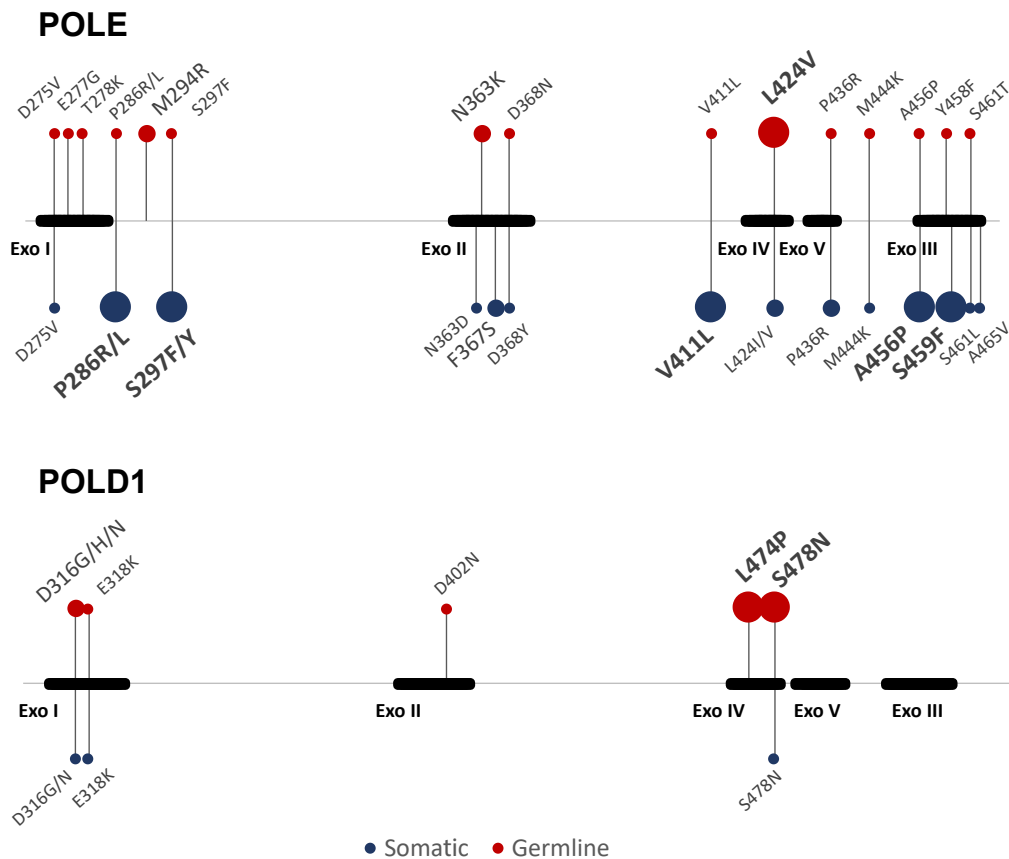 POLE
D275V
E277G
T278K
P286R/L
M294R
S297F
N363K
D368N
V411L
L424V
P436R
M444K
A456P
Y458F
S461T
Exo I
Exo II
Exo IV
Exo V
Exo III
D275V
P286R/L
S297F/Y
N363D
F367S
D368Y
V411L
L424I/V
P436R
M444K
A456P
S459F
S461L
A465V
POLD1
D316G/H/N
E318K
D402N
L474P
S478N
Exo I
Exo II
Exo IV
Exo V
Exo III
D316G/N
E318K
S478N
Somatic
Germline